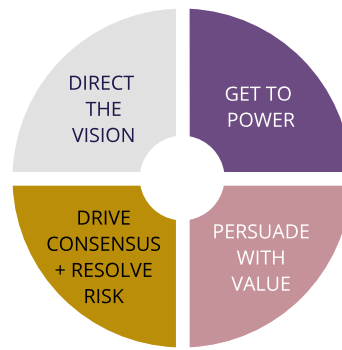 DIRECT
THE
VISION
GET TO
POWER
DRIVE
CONSENSUS
+ RESOLVE
RISK
PERSUADE
WITH
VALUE